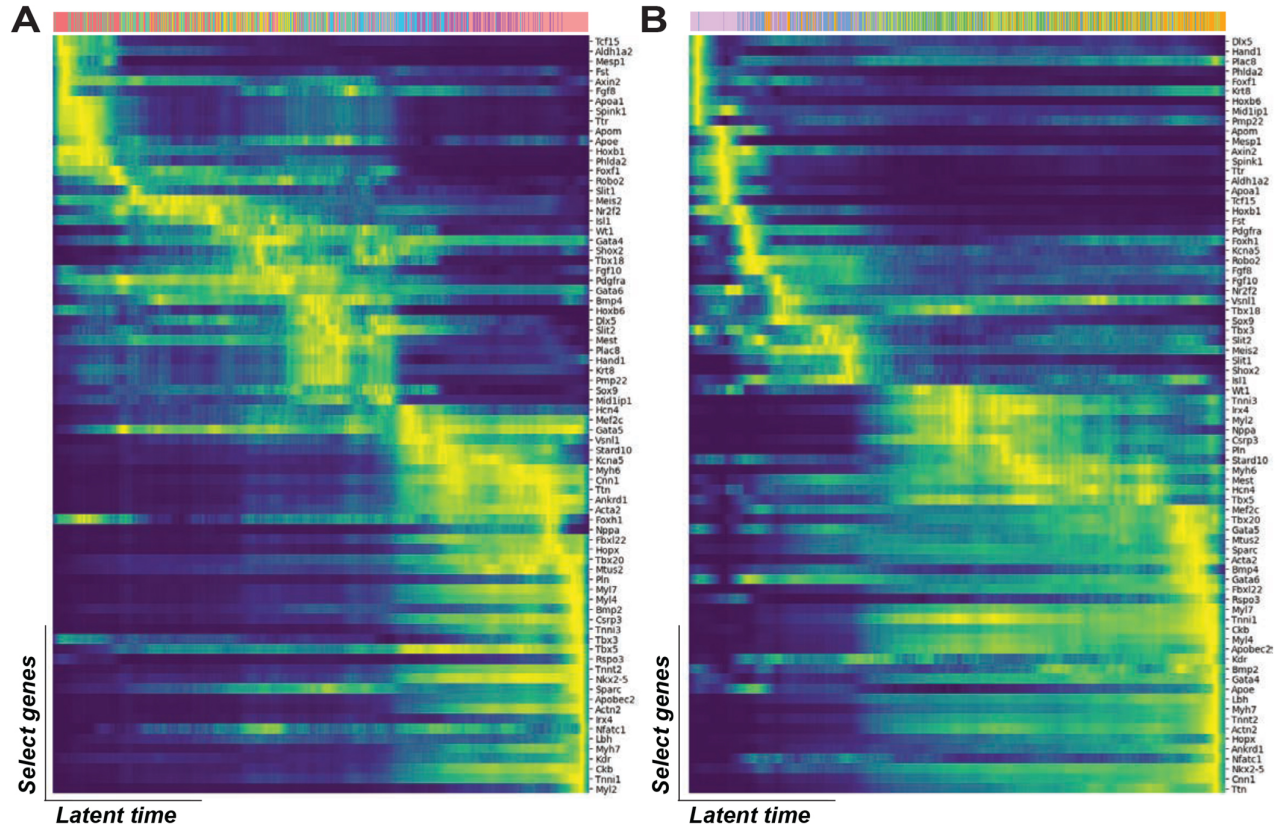 A
B
Tcf15
Aldh1a2
Mesp1
Fst
Axin2
Fgf8
Apoa1
Spink1
Ttr
Apom
Apoe
Hoxb1
Phlda2
Foxf1
Robo2
Slit1
Meis2
Nr2f2
Isl1
Wt1
Gata4
Shox2
Tbx18
Fgf10
Pdgfra
Gata6
Bmp4
Hoxb6
Dlx5
Slit2
Mest
Plac8
Hand1
Krt8
Pmp22
Sox9
Mid1ip1
Hcn4
Mef2c
Gata5
Vsnl1
Stard10
Kcna5
Myh6
Cnn1
Ttn
Ankrd1
Acta2
Foxh1
Nppa
Fbxl22
Hopx
Tbx20
Mtus2
Pln
Myl7
Myl4
Bmp2
Csrp3
Tnni3
Tbx3
Tbx5
Rspo3
Tnnt2
Nkx2-5
Sparc
Apobec2
Actn2
Irx4
Nfatc1
Lbh
Myh7
Kdr
Ckb
Tnni1
Myl2
Select genes
Latent time
Dlx5
Hand1
Plac8
Phlda2
Foxf1
Krt8
Hoxb6
Mid1ip1
Pmp22
Apom
Mesp1
Axin2
Spink1
Ttr
Aldh1a2
Apoa1
Tcf15
Hoxb1
Fst
Pdgfra
Foxh1
Kcna5
Robo2
Fgf8
Fgf10
Nr2f2
Vsnl1
Tbx18
Sox9
Tbx3
Slit2
Meis2
Slit1
Shox2
Isl1
Wt1
Tnni3
Irx4
Myl2
Nppa
Csrp3
Pln
Stard10
Myh6
Mest
Hcn4
Tbx5
Mef2c
Tbx20
Gata5
Mtus2
Sparc
Acta2
Bmp4
Gata6
Fbxl22
Rspo3
Myl7
Tnni1
Ckb
Myl4
Apobec2
Kdr
Bmp2
Gata4
Apoe
Lbh
Myh7
Tnnt2
Actn2
Hopx
Ankrd1
Nfatc1
Nkx2-5
Cnn1
Ttn
Select genes
Latent time